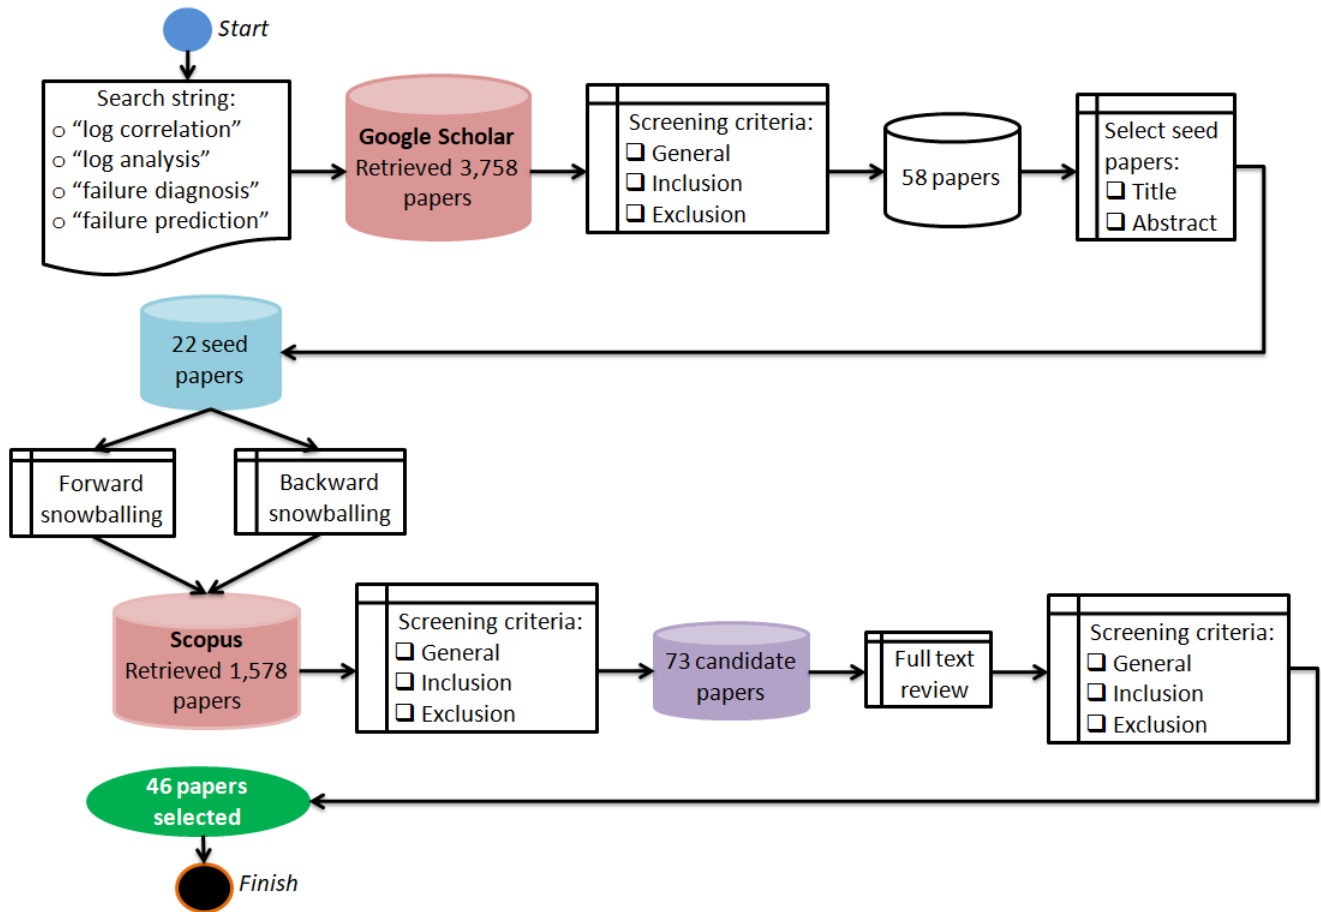 Start
Search string:
o “log correlation”
o “log analysis”
o “failure diagnosis”
o “failure prediction”
Google Scholar
Retrieved 3,758
papers
Screening criteria:
❑ General
❑ Inclusion
❑ Exclusion
58 papers
Select seed
papers:
❑ Title
❑ Abstract
22 seed
papers
Forward
snowballing
Backward
snowballing
Scopus
Retrieved 1,578
papers
Screening criteria:
❑ General
❑ Inclusion
❑ Exclusion
73 candidate
papers
Full text
review
Screening criteria:
❑ General
❑ Inclusion
❑ Exclusion
46 papers
selected
Finish